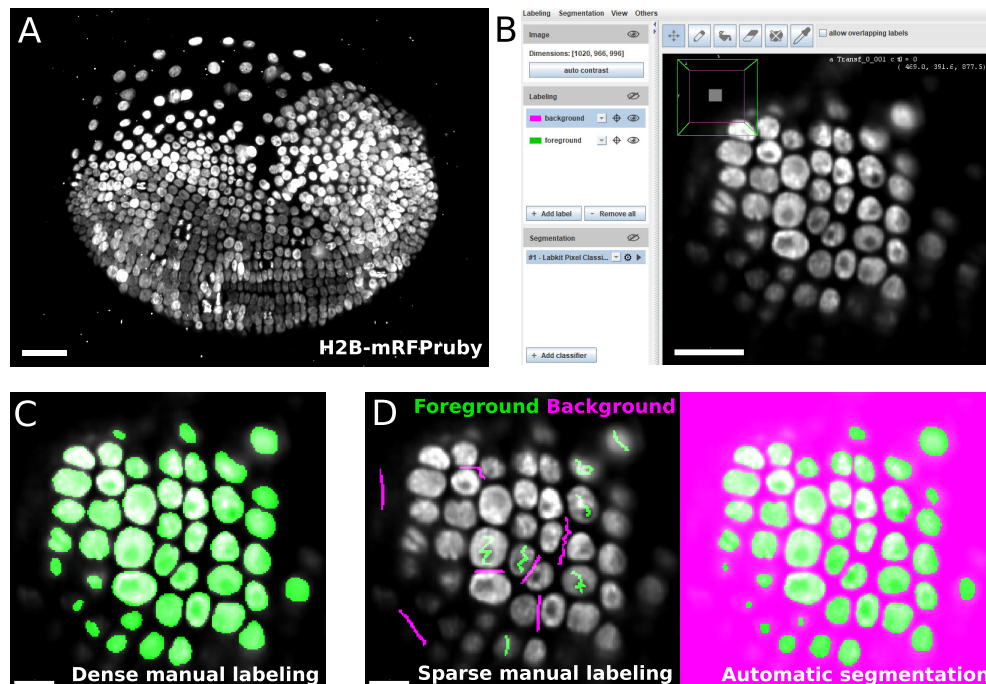 A
H2B-mRFPruby
B
Labeling Segmentation View Others
Image
Dimensions: [1020, 966, 996]
auto contrast
Labeling
background
foreground
+ Add label - Remove all
Segmentation
#1 - Labkit Pixel Classi...
+ Add classifier
allow overlapping labels
a Transf_0_001 c
t = 0
C
Dense manual labeling
D
Foreground Background
Sparse manual labeling
Automatic segmentation